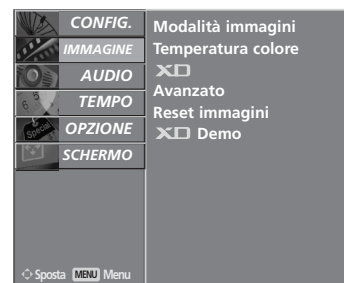 CONFIG.
IMMAGINE
AUDIO
TEMPO
OPZIONE
SCHERMO
Sposta MENU Menu
Modalità immagini
Temperatura colore
XD
Avanzato
Reset immagini
XD Demo